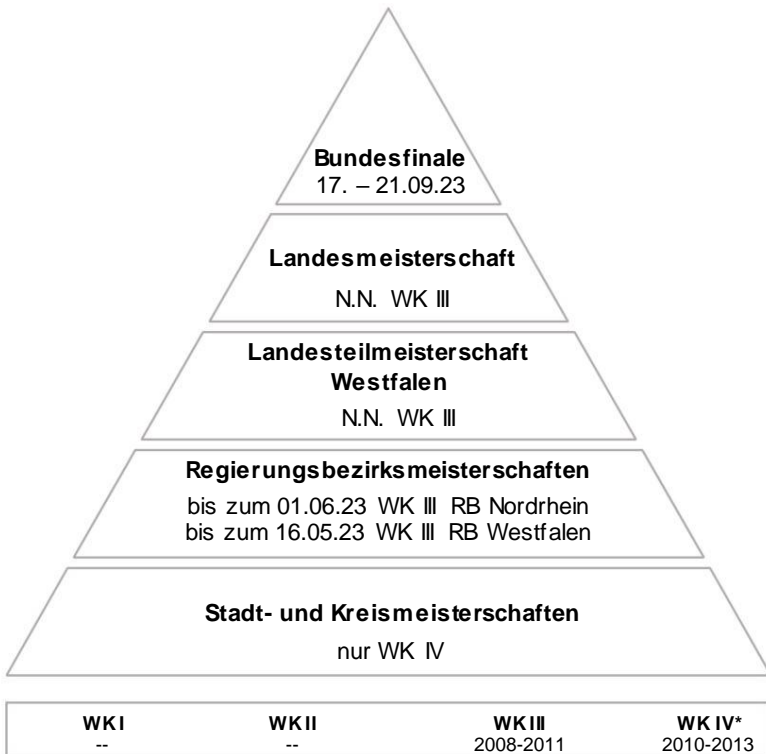 Bundesfinale
17. – 21.09.23
Landesmeisterschaft
N.N. WK III
Landesteilmeisterschaft
Westfalen
N.N. WK III
Regierungsbezirksmeisterschaften
bis zum 01.06.23 WK III RB Nordrhein
bis zum 16.05.23 WK III RB Westfalen
Stadt- und Kreismeisterschaften
nur WK IV
WK I WK II WK III WK IV*
-- -- 2008-2011 2010-2013